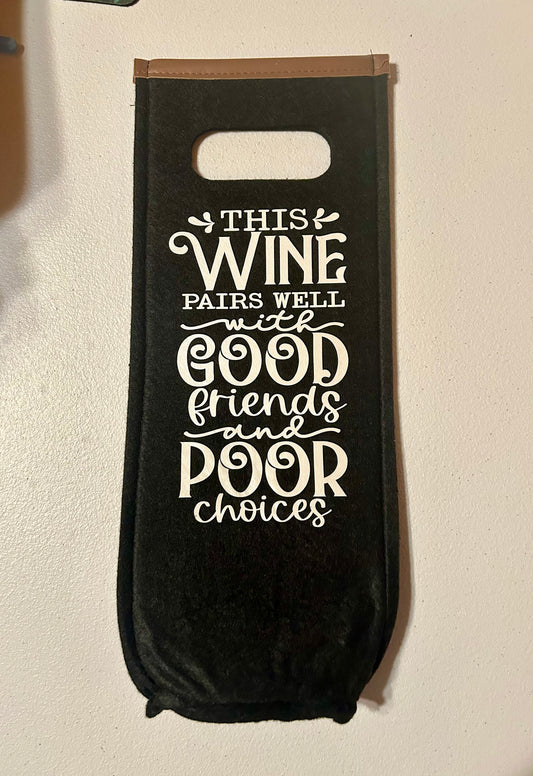 THIS
WINE
PAIRS WELL
with
GOOD
friends
and
POOR
choices